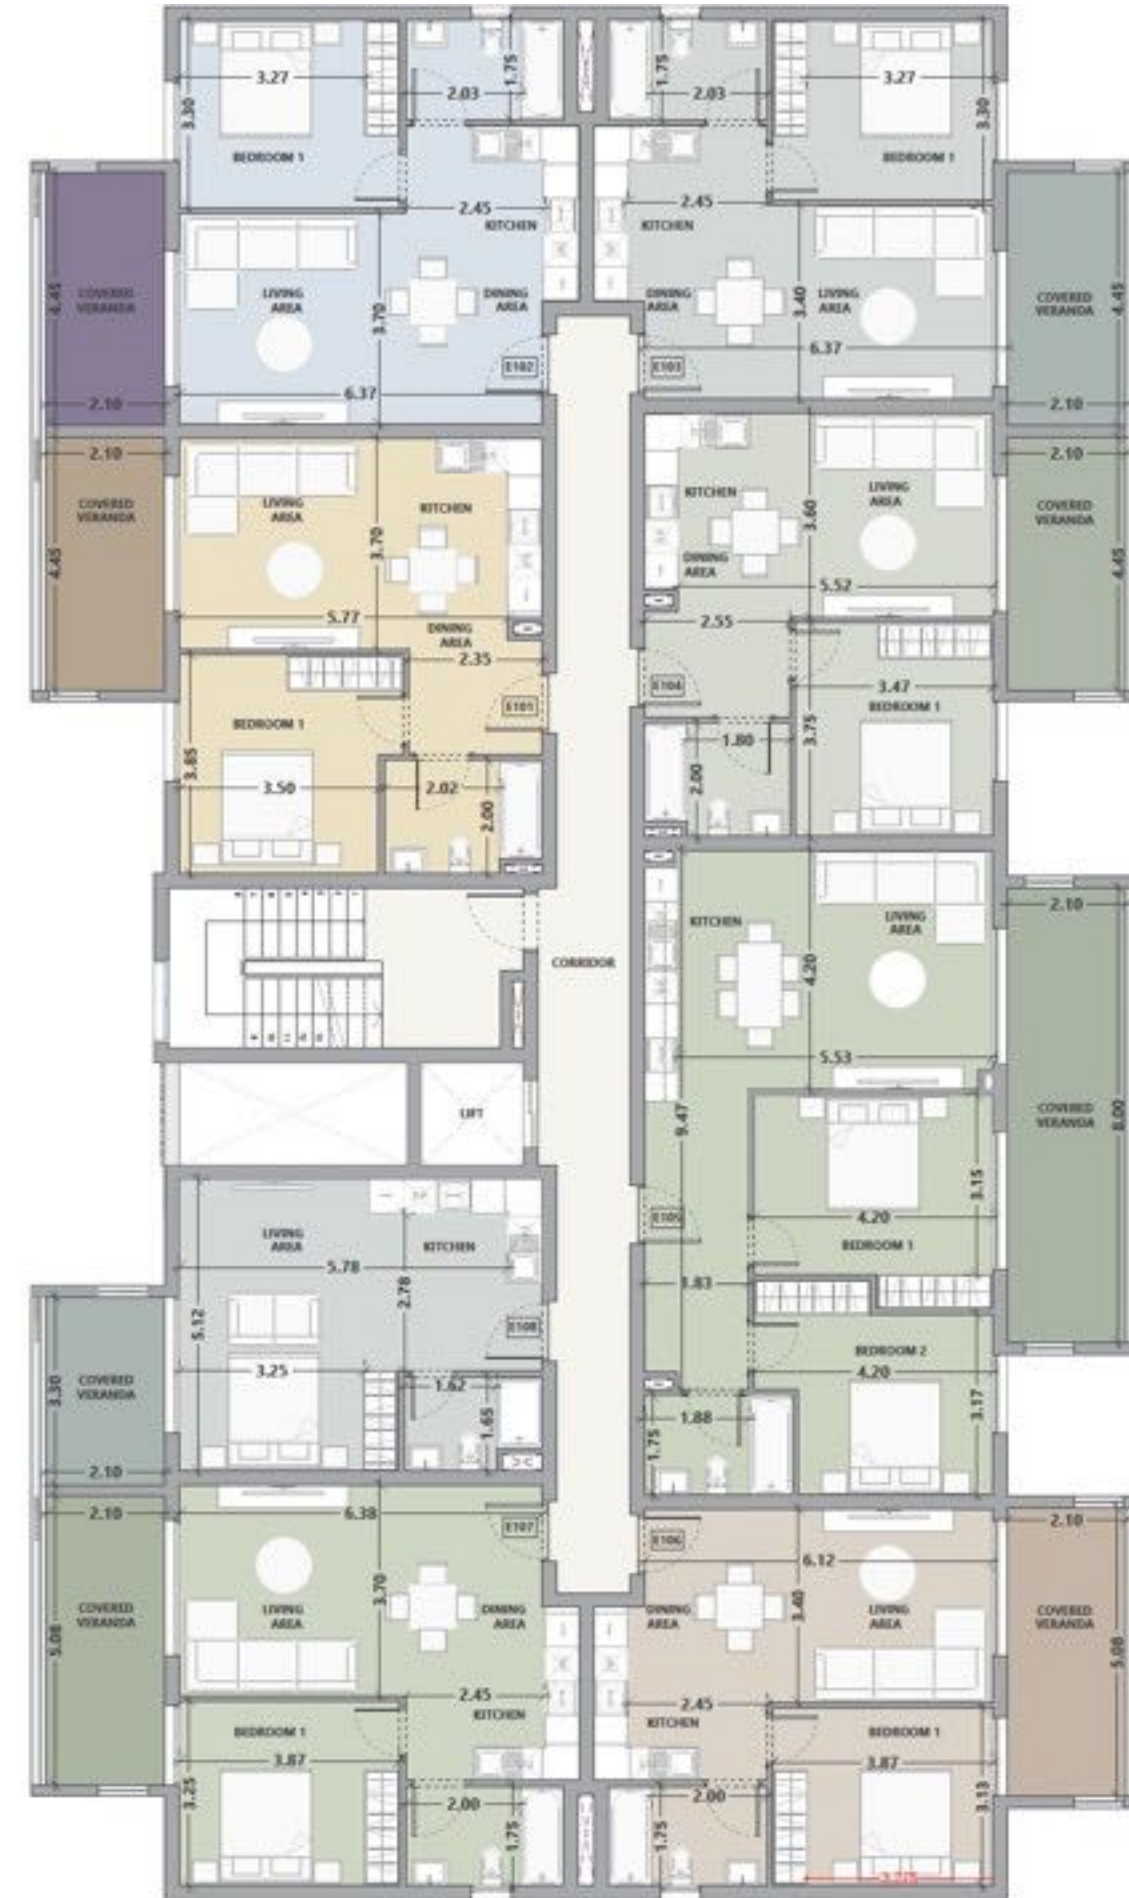 3.27
3.30
BEDROOM 1
2.03
1.75
2.45
KITCHEN
LIVING
AREA
DINING
AREA
3.70
6.37
E102
COVERED
VERANDA
4.45
2.10
1.75
2.03
3.27
3.30
BEDROOM 1
2.45
KITCHEN
DINING
AREA
LIVING
AREA
3.40
6.37
E103
COVERED
VERANDA
4.45
2.10
2.10
COVERED
VERANDA
4.45
LIVING
AREA
KITCHEN
3.70
5.77
DINING
AREA
2.35
E101
BEDROOM 1
3.85
3.50
2.02
2.00
KITCHEN
LIVING
AREA
3.60
DINING
AREA
5.52
2.55
E104
3.47
BEDROOM 1
3.75
1.80
2.00
2.10
COVERED
VERANDA
4.45
CORRIDOR
LIFT
KITCHEN
LIVING
AREA
4.20
5.53
9.47
3.15
4.20
BEDROOM 1
E105
1.83
BEDROOM 2
4.20
3.17
1.88
1.75
2.10
COVERED
VERANDA
8.00
LIVING
AREA
KITCHEN
5.78
2.78
5.12
E108
3.25
1.62
1.65
COVERED
VERANDA
3.30
2.10
2.10
COVERED
VERANDA
5.08
6.38
E107
3.70
LIVING
AREA
DINING
AREA
2.45
KITCHEN
BEDROOM 1
3.87
3.25
2.00
1.75
E106
6.12
3.40
DINING
AREA
LIVING
AREA
2.45
KITCHEN
BEDROOM 1
3.87
3.13
2.00
1.75
2.10
COVERED
VERANDA
5.08